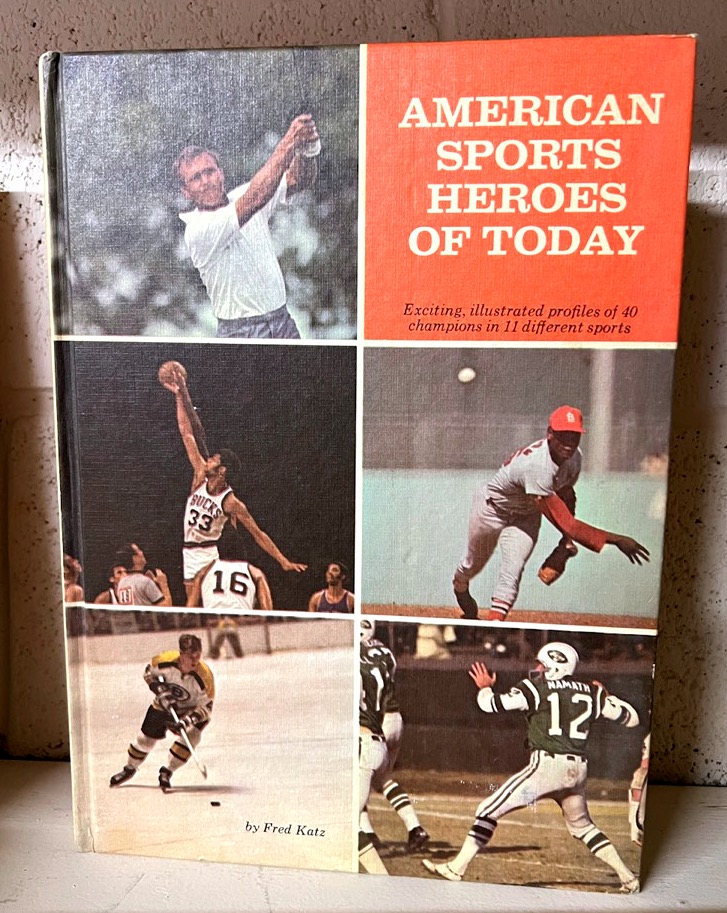 AMERICAN
SPORTS
HEROES
OF TODAY
Exciting, illustrated profiles of 40
champions in 11 different sports
BUCKS
33
16
NAMATH
12
1
by Fred Katz